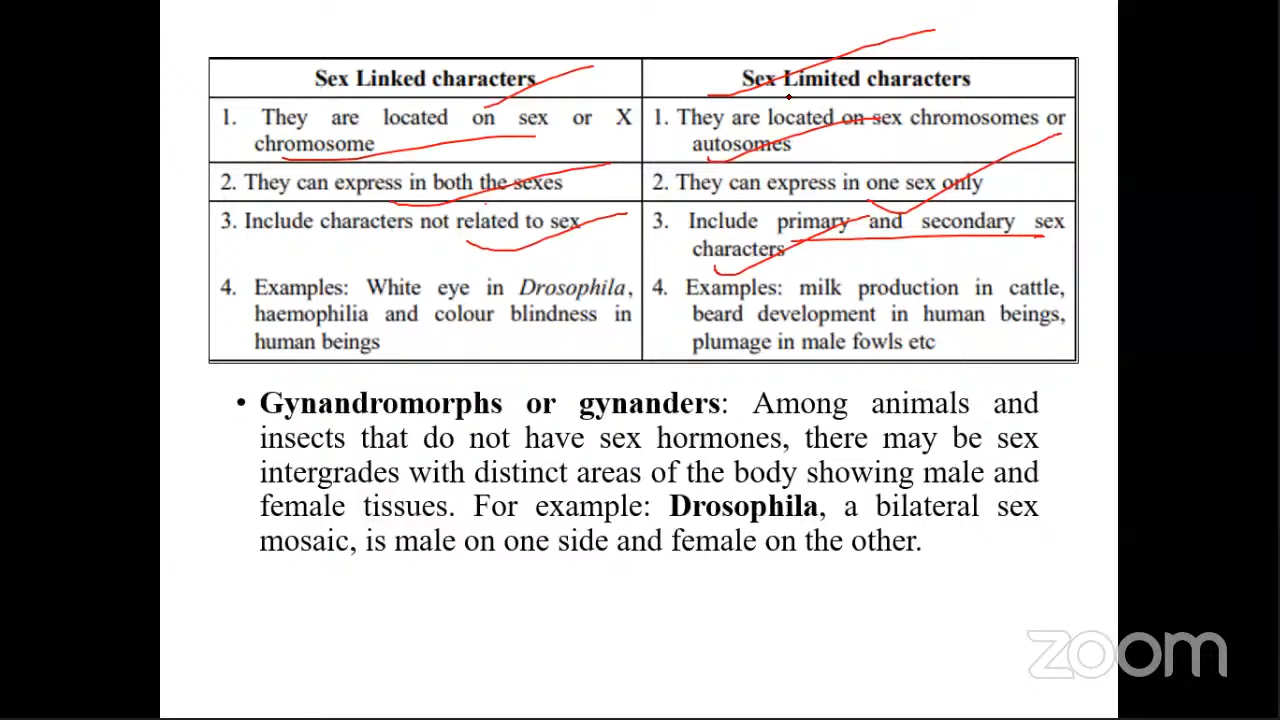 Sex Linked characters
Sex Limited characters
1. They are located on sex or X
chromosome
1. They are located on sex chromosomes or
autosomes
2. They can express in both the sexes
2. They can express in one sex only
3. Include characters not related to sex
3. Include primary and secondary sex
characters
4. Examples: White eye in Drosophila,
haemophilia and colour blindness in
human beings
4. Examples: milk production in cattle,
beard development in human beings,
plumage in male fowls etc
• Gynandromorphs or gynanders: Among animals and
insects that do not have sex hormones, there may be sex
intergrades with distinct areas of the body showing male and
female tissues. For example: Drosophila, a bilateral sex
mosaic, is male on one side and female on the other.
zoom